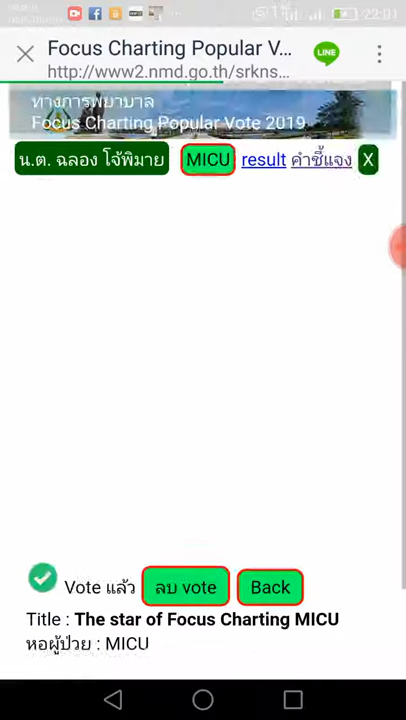 22:01
Focus Charting Popular V...
http://www2.nmd.go.th/srkns...
LINE
ทางการพยาบาล
Focus Charting Popular Vote 2019
น.ต. ฉลอง โจ้พิมาย MICU result คำชี้แจง X
Vote แล้ว ลบ vote Back
Title : The star of Focus Charting MICU
หอผู้ป่วย : MICU